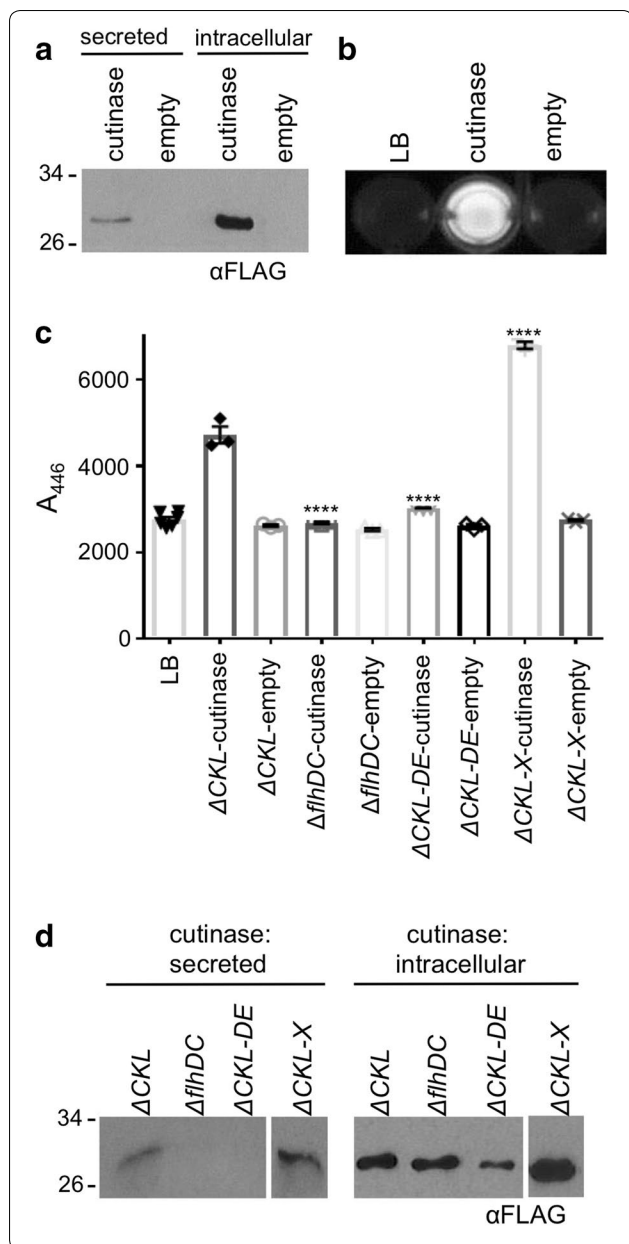 a
secreted intracellular
cutinase empty cutinase empty
34 -
26 -
αFLAG
b
LB cutinase empty
c
A446
6000
4000
2000
0
**** **** ****
LB
ΔCKL-cutinase
ΔCKL-empty
ΔflhDC-cutinase
ΔflhDC-empty
ΔCKL-DE-cutinase
ΔCKL-DE-empty
ΔCKL-X-cutinase
ΔCKL-X-empty
d
cutinase: secreted
cutinase: intracellular
ΔCKL ΔflhDC ΔCKL-DE ΔCKL-X
ΔCKL ΔflhDC ΔCKL-DE ΔCKL-X
34 -
26 -
αFLAG